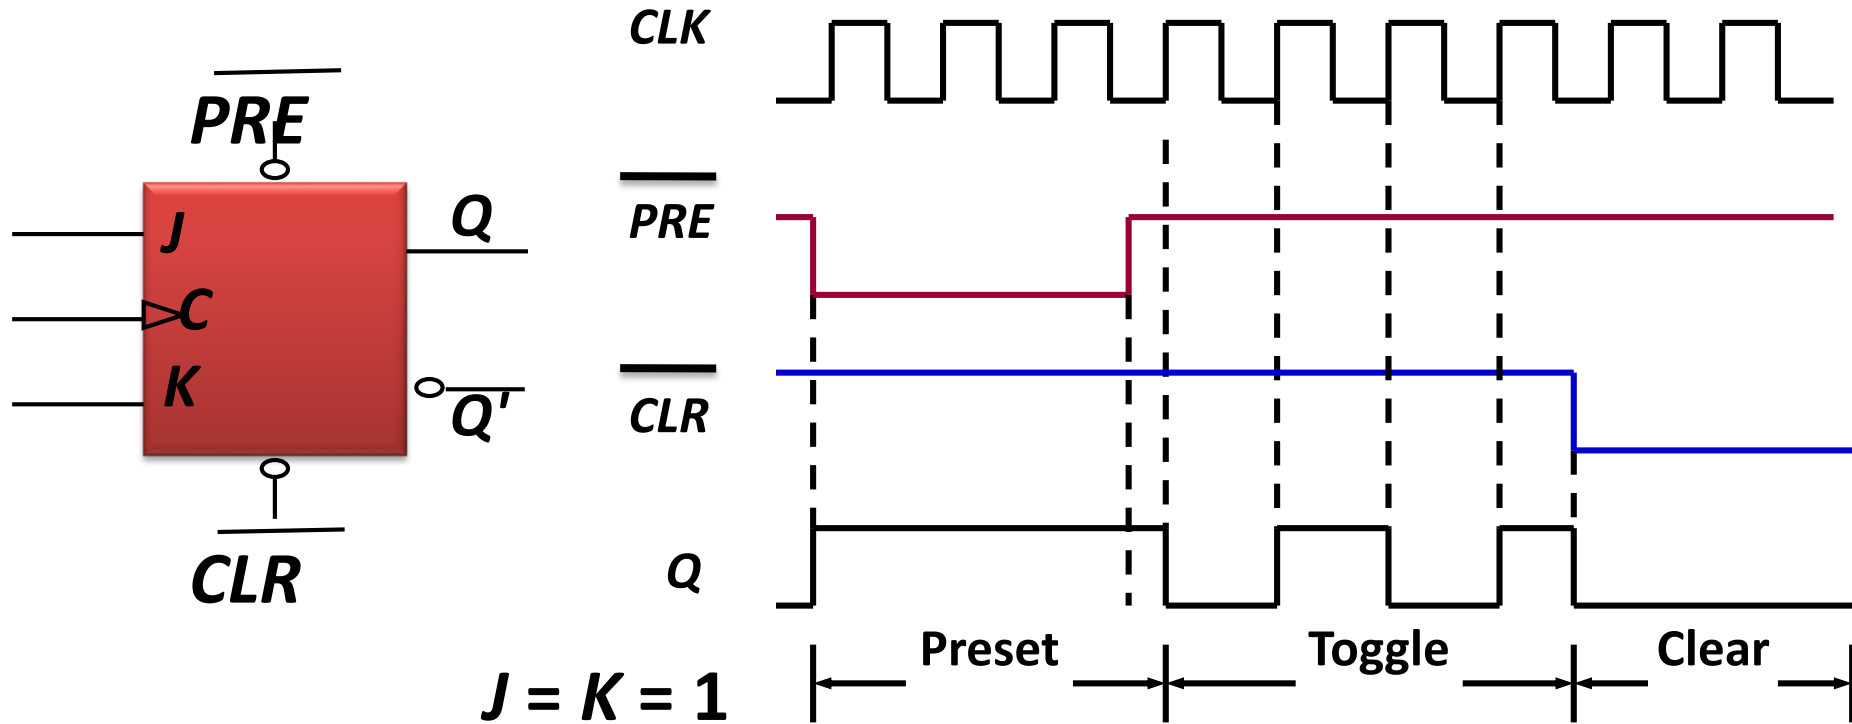 PRE
J
C
K
Q
Q'
CLR
J = K = 1
CLK
PRE
CLR
Q
Preset
Toggle
Clear